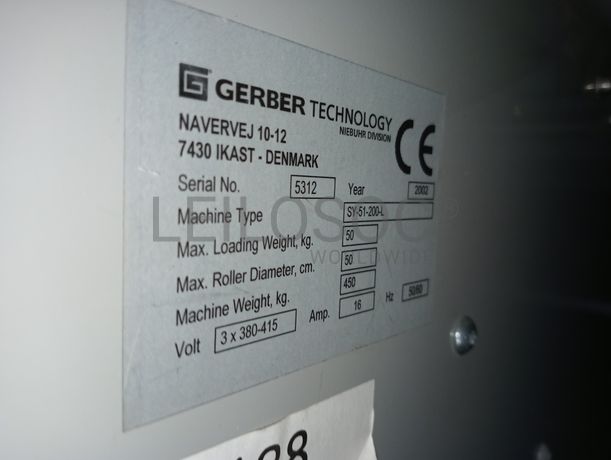 GERBER TECHNOLOGY
NIEBUHR DIVISION
NAVERVEJ 10-12
7430 IKAST - DENMARK
CE
Serial No. 5312 Year 2002
Machine Type SY-51-200-L
Max. Loading Weight, kg. 50
Max. Roller Diameter, cm. 50
Machine Weight, kg. 450
Volt 3 x 380-415 Amp. 16 Hz 50/60
LEILOSOC®
WORLDWIDE